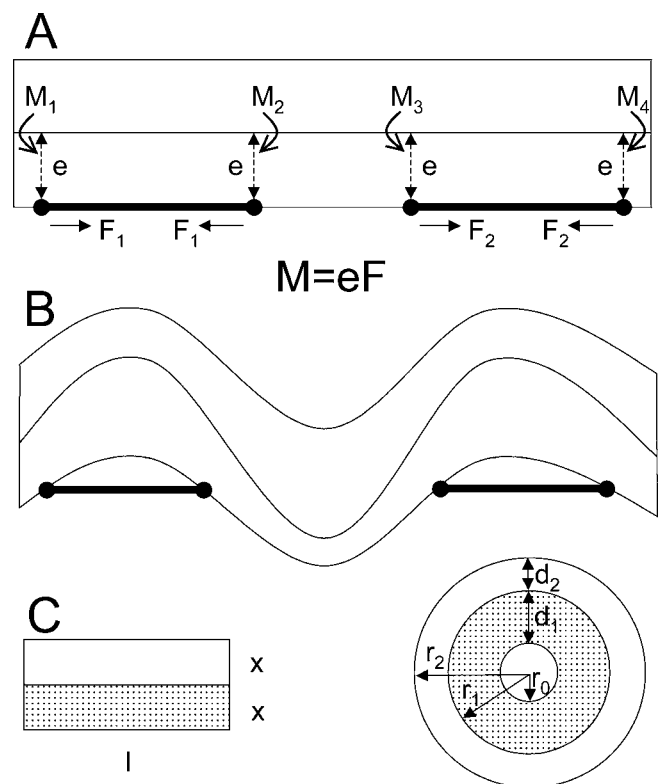 A
M₁ M₂ M₃ M₄
e e e e
F₁ F₁ F₂ F₂
M=eF
B
C
x
x
l
d₂
d₁
r₂
r₁
r₀